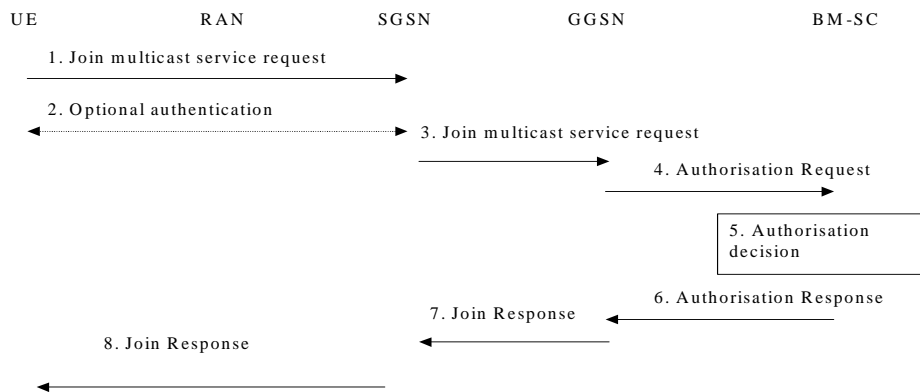 UE RAN SGSN GGSN BM-SC
1. Join multicast service request
2. Optional authentication
3. Join multicast service request
4. Authorisation Request
5. Authorisation
decision
6. Authorisation Response
7. Join Response
8. Join Response